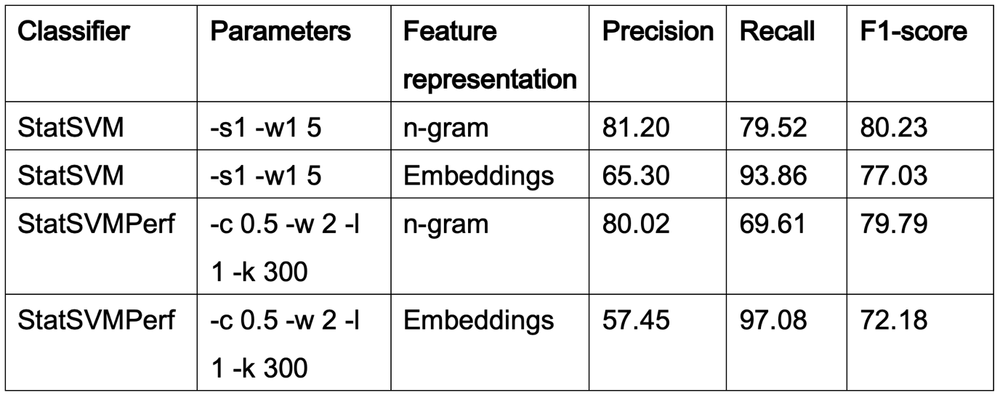 Classifier Parameters Feature representation Precision Recall F1-score
StatSVM -s1 -w1 5 n-gram 81.20 79.52 80.23
StatSVM -s1 -w1 5 Embeddings 65.30 93.86 77.03
StatSVMPerf -c 0.5 -w 2 -l 1 -k 300 n-gram 80.02 69.61 79.79
StatSVMPerf -c 0.5 -w 2 -l 1 -k 300 Embeddings 57.45 97.08 72.18